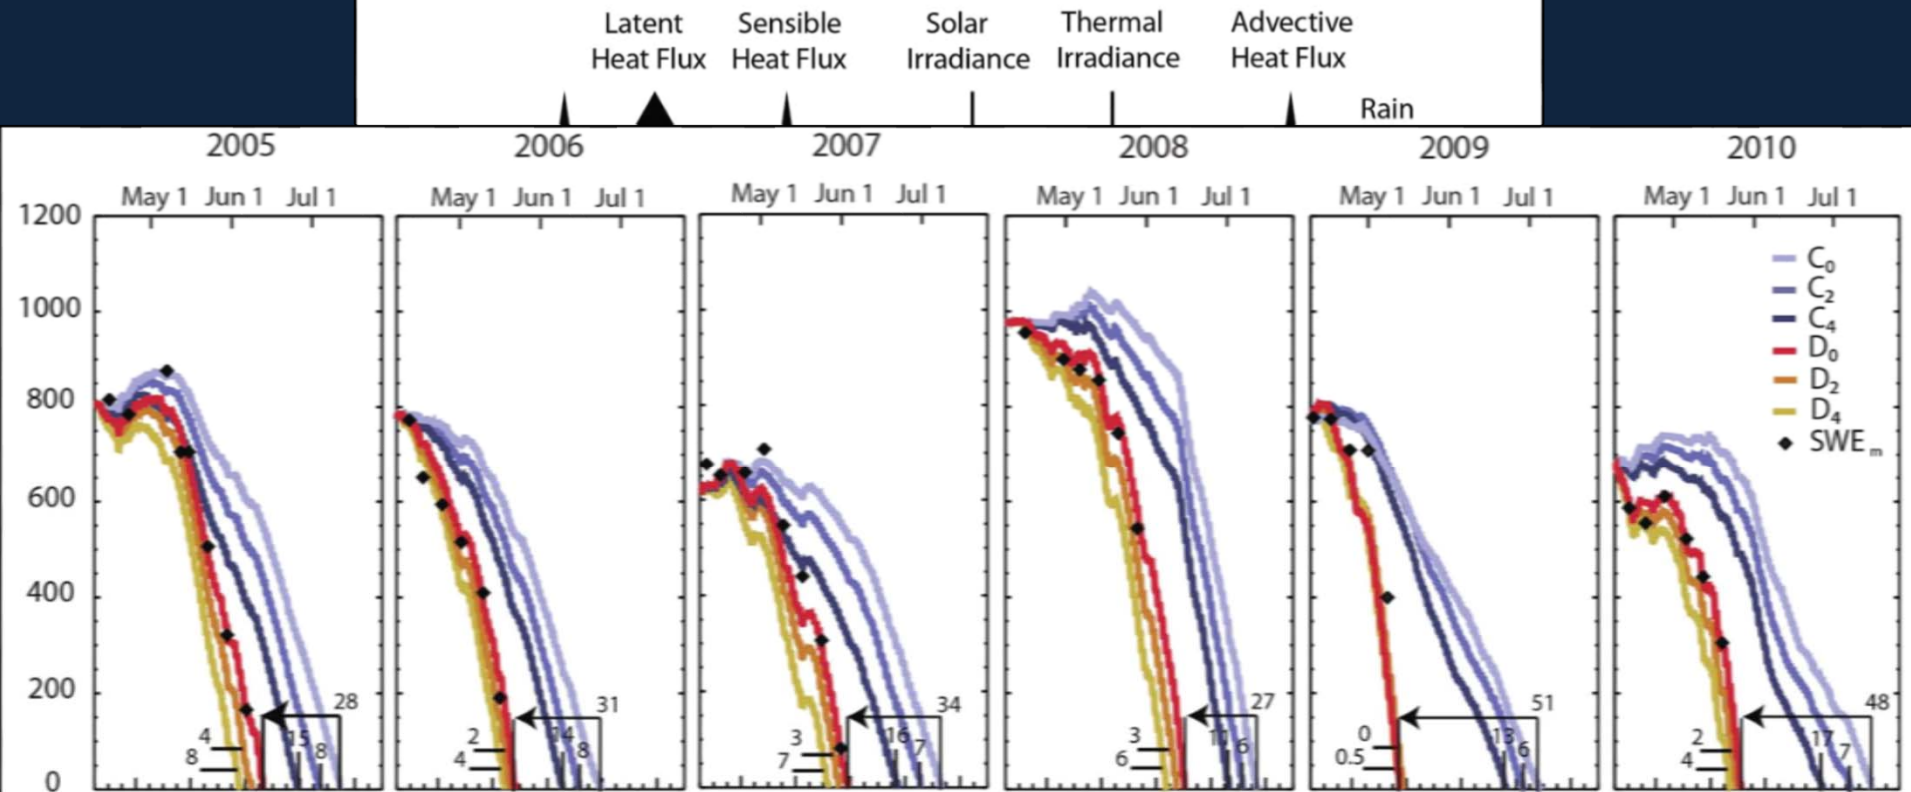 Latent Sensible Solar Thermal Advective
Heat Flux Heat Flux Irradiance Irradiance Heat Flux
Rain
2005 2006 2007 2008 2009 2010
May 1 Jun 1 Jul 1 May 1 Jun 1 Jul 1 May 1 Jun 1 Jul 1 May 1 Jun 1 Jul 1 May 1 Jun 1 Jul 1 May 1 Jun 1 Jul 1
1200
1000
800
600
400
200
0
C0
C2
C4
D0
D2
D4
SWE m
28 31 34 27 51 48
4 15 8 2 14 8 3 16 7 3 11 6 0 13 6 2 17 7
8 4 7 6 0.5 4